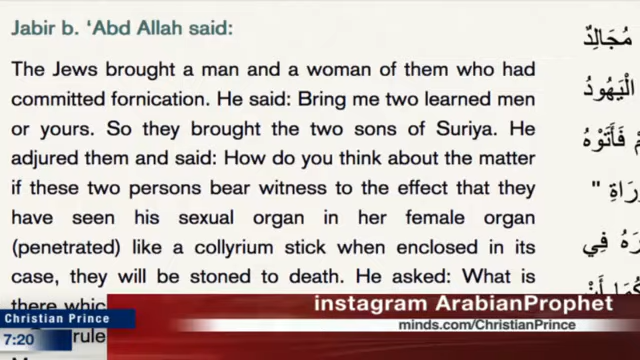 Jabir b. ‘Abd Allah said:
مُجَالِدٌ
The Jews brought a man and a woman of them who had
الْيَهُودُ
committed fornication. He said: Bring me two learned men
or yours. So they brought the two sons of Suriya. He
فَأَتَوْهُ
adjured them and said: How do you think about the matter
if these two persons bear witness to the effect that they
have seen his sexual organ in her female organ
(penetrated) like a collyrium stick when enclosed in its
فِي
case, they will be stoned to death. He asked: What is
there
instagram ArabianProphet
Christian Prince
minds.com/ChristianPrince
7:20
rule